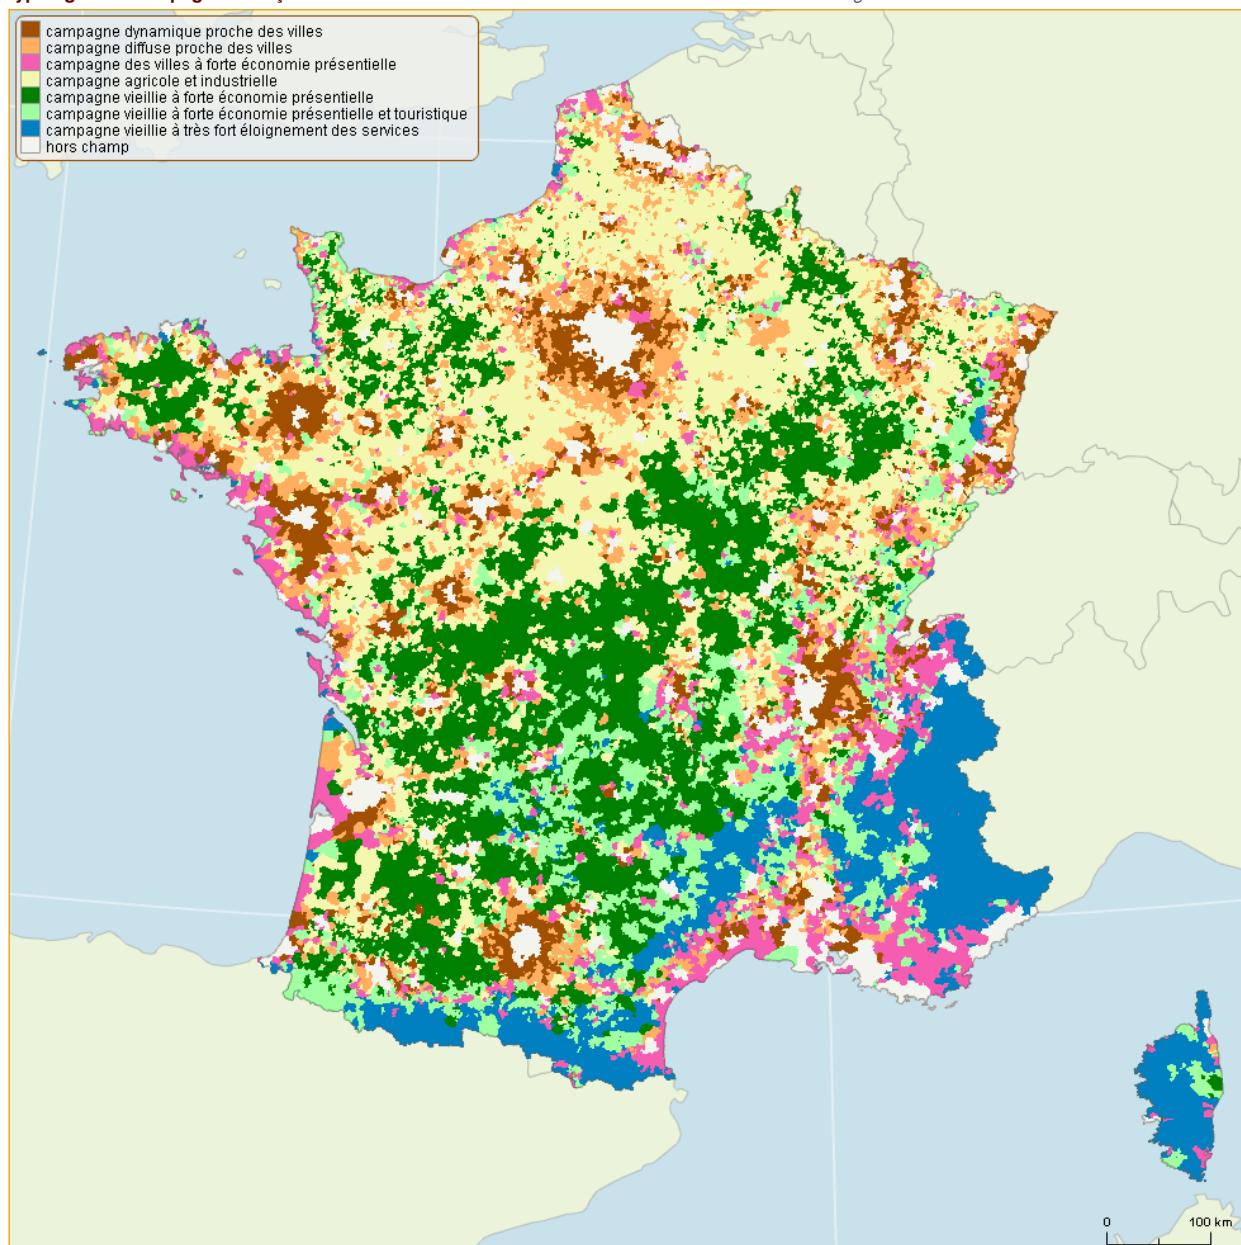 campagne dynamique proche des villes
campagne diffuse proche des villes
campagne des villes à forte économie présentielle
campagne agricole et industrielle
campagne vieillie à forte économie présentielle
campagne vieillie à forte économie présentielle et touristique
campagne vieillie à très fort éloignement des services
hors champ
0 100 km